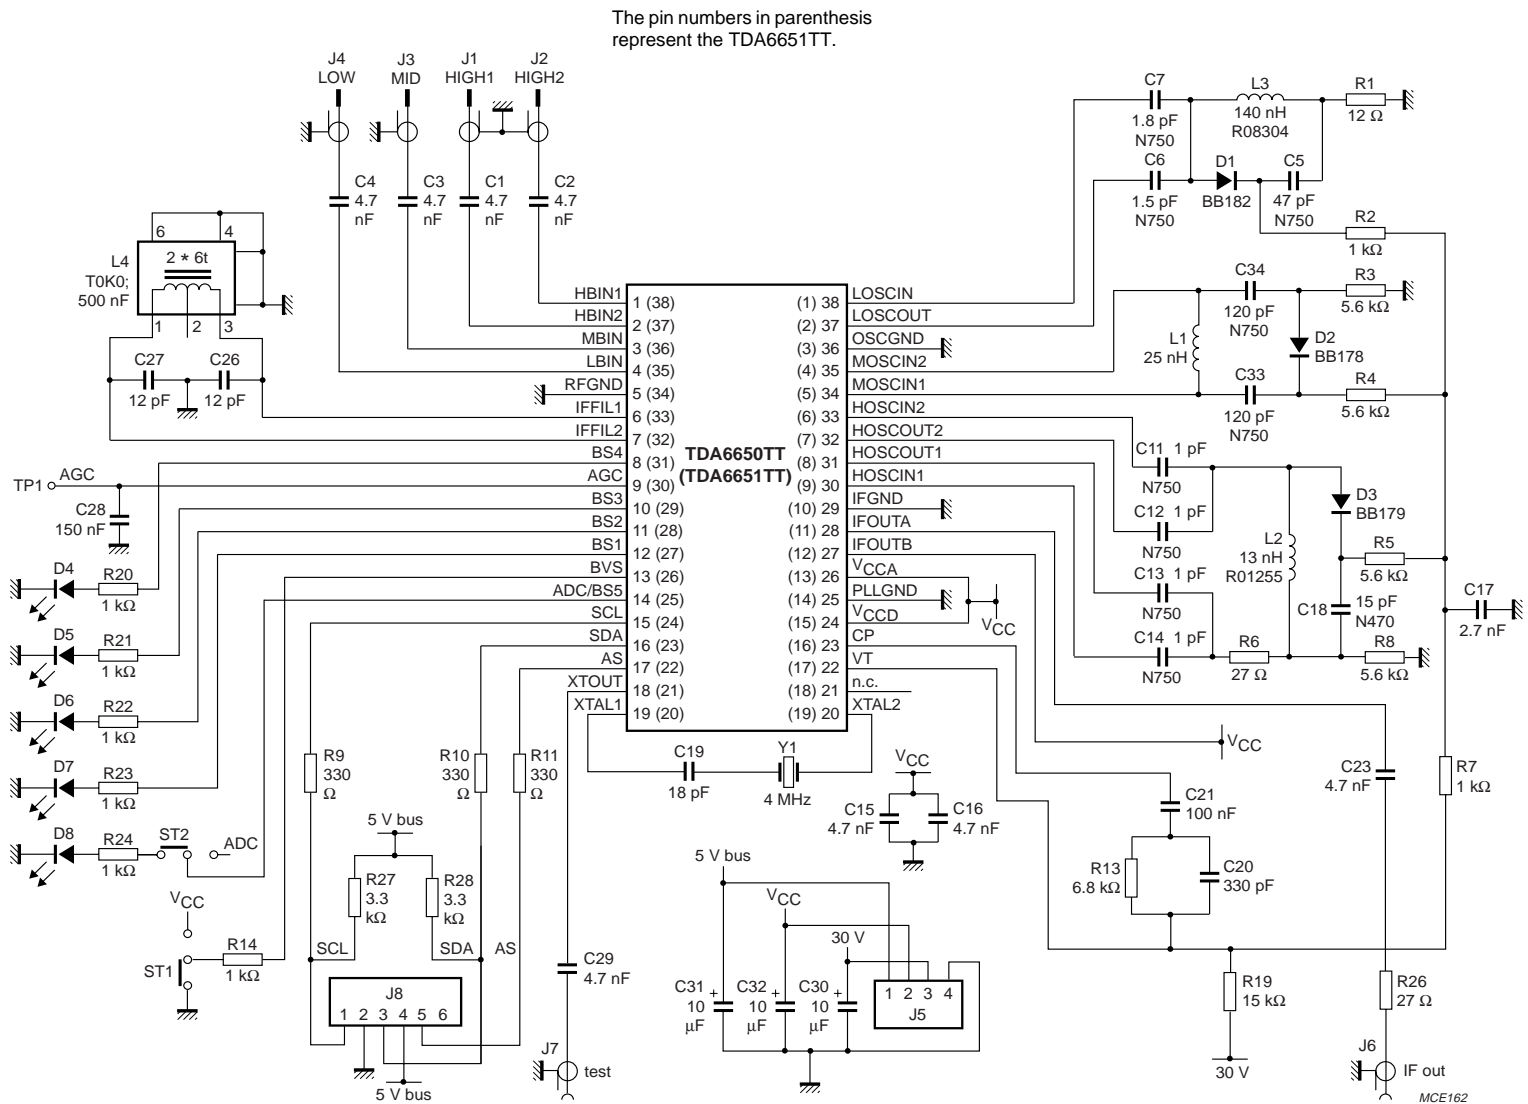 The pin numbers in parenthesis
represent the TDA6651TT.
J4
LOW
J3
MID
J1
HIGH1
J2
HIGH2
C4
4.7
nF
C3
4.7
nF
C1
4.7
nF
C2
4.7
nF
C7
1.8 pF
N750
L3
140 nH
R08304
R1
12 Ω
C6
1.5 pF
N750
D1
BB182
C5
47 pF
N750
R2
1 kΩ
6
4
L4
T0K0;
500 nF
2 * 6t
1
2
3
C27
12 pF
C26
12 pF
C34
120 pF
N750
R3
5.6 kΩ
L1
25 nH
D2
BB178
C33
120 pF
N750
R4
5.6 kΩ
HBIN1 1 (38)
HBIN2 2 (37)
MBIN 3 (36)
LBIN 4 (35)
RFGND 5 (34)
IFFIL1 6 (33)
IFFIL2 7 (32)
BS4 8 (31)
AGC 9 (30)
BS3 10 (29)
BS2 11 (28)
BS1 12 (27)
BVS 13 (26)
ADC/BS5 14 (25)
SCL 15 (24)
SDA 16 (23)
AS 17 (22)
XTOUT 18 (21)
XTAL1 19 (20)
TDA6650TT
(TDA6651TT)
(1) 38 LOSCIN
(2) 37 LOSCOUT
(3) 36 OSCGND
(4) 35 MOSCIN2
(5) 34 MOSCIN1
(6) 33 HOSCIN2
(7) 32 HOSCOUT2
(8) 31 HOSCOUT1
(9) 30 HOSCIN1
(10) 29 IFGND
(11) 28 IFOUTA
(12) 27 IFOUTB
(13) 26 VCCA
(14) 25 PLLGND
(15) 24 VCCD
(16) 23 CP
(17) 22 VT
(18) 21 n.c.
(19) 20 XTAL2
VCC
TP1
AGC
C28
150 nF
C11 1 pF
N750
C12 1 pF
N750
C13 1 pF
N750
C14 1 pF
N750
D3
BB179
L2
13 nH
R01255
R5
5.6 kΩ
C18
15 pF
N470
C17
2.7 nF
R6
27 Ω
R8
5.6 kΩ
D4
R20
1 kΩ
D5
R21
1 kΩ
D6
R22
1 kΩ
D7
R23
1 kΩ
D8
R24
1 kΩ
ST2
ADC
VCC
ST1
R14
1 kΩ
R9
330
Ω
R10
330
Ω
R11
330
Ω
C19
18 pF
Y1
4 MHz
VCC
C15
4.7 nF
C16
4.7 nF
VCC
C23
4.7 nF
R7
1 kΩ
C21
100 nF
R13
6.8 kΩ
C20
330 pF
5 V bus
R27
3.3
kΩ
R28
3.3
kΩ
SCL
SDA
AS
J8
1 2 3 4 5 6
5 V bus
C29
4.7 nF
J7
test
5 V bus
VCC
30 V
C31
10
μF
+
C32
10
μF
+
C30
10
μF
+
1 2 3 4
J5
R19
15 kΩ
30 V
R26
27 Ω
J6
IF out
MCE162